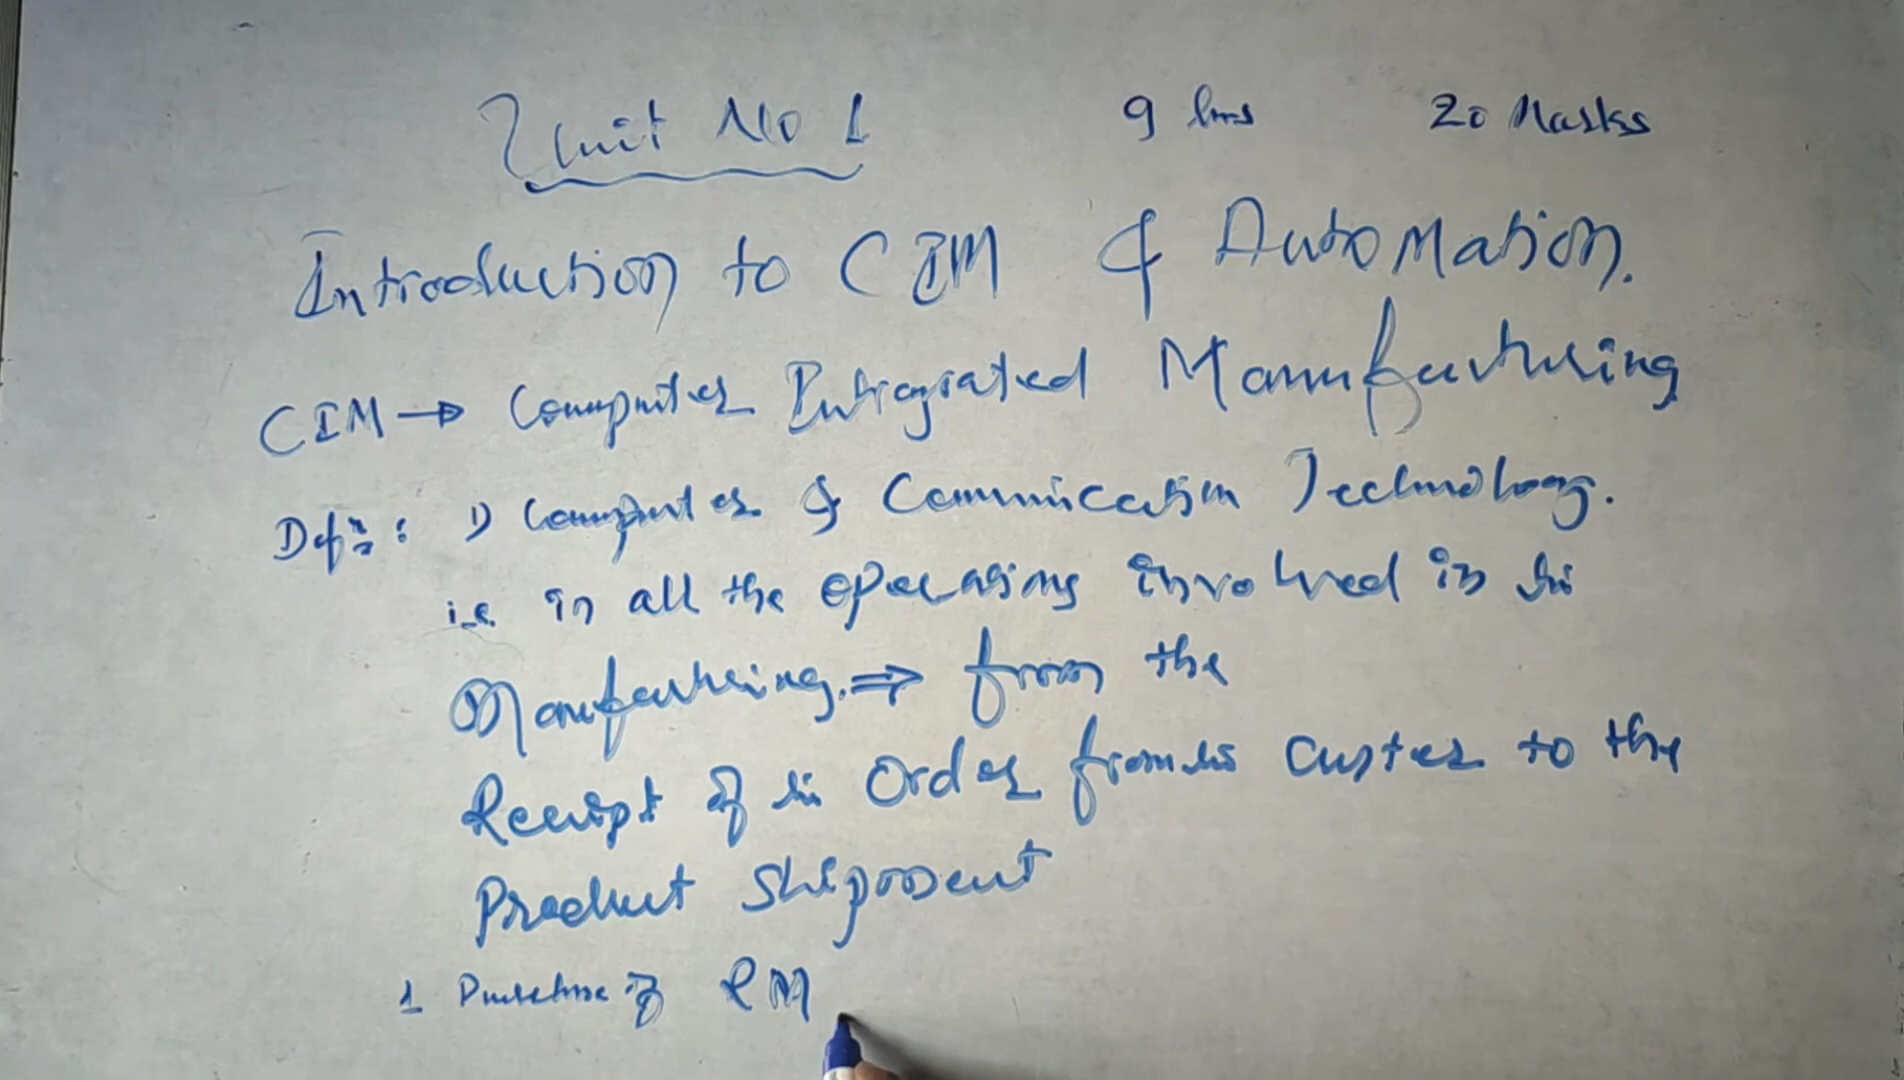 Unit No 1 9 hrs 20 Marks
Introduction to CIM & Automation.
CIM → Computer Integrated Manufacturing
Defn: 1) Computer & Communication Technology.
i.e. in all the operations involved in the
Manufacturing. ⇒ from the
Receipt of the Order from the Custer to the
Product Shipment
1 Purchase of RM